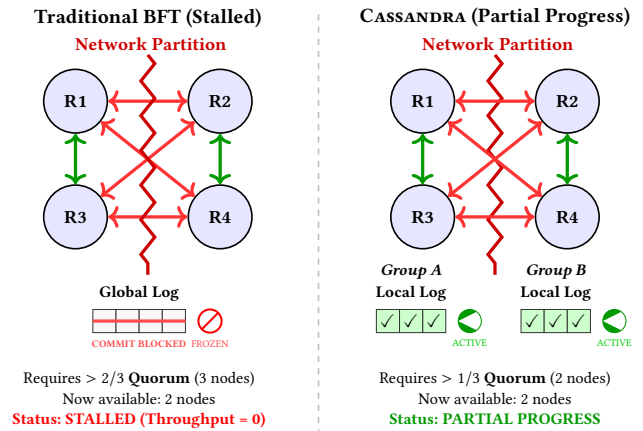 Traditional BFT (Stalled)
Network Partition
R1
R2
R3
R4
Global Log
COMMIT BLOCKED
FROZEN
Requires > 2/3 Quorum (3 nodes)
Now available: 2 nodes
Status: STALLED (Throughput = 0)
CASSANDRA (Partial Progress)
Network Partition
R1
R2
R3
R4
Group A
Local Log
✓ ✓ ✓
ACTIVE
Group B
Local Log
✓ ✓ ✓
ACTIVE
Requires > 1/3 Quorum (2 nodes)
Now available: 2 nodes
Status: PARTIAL PROGRESS